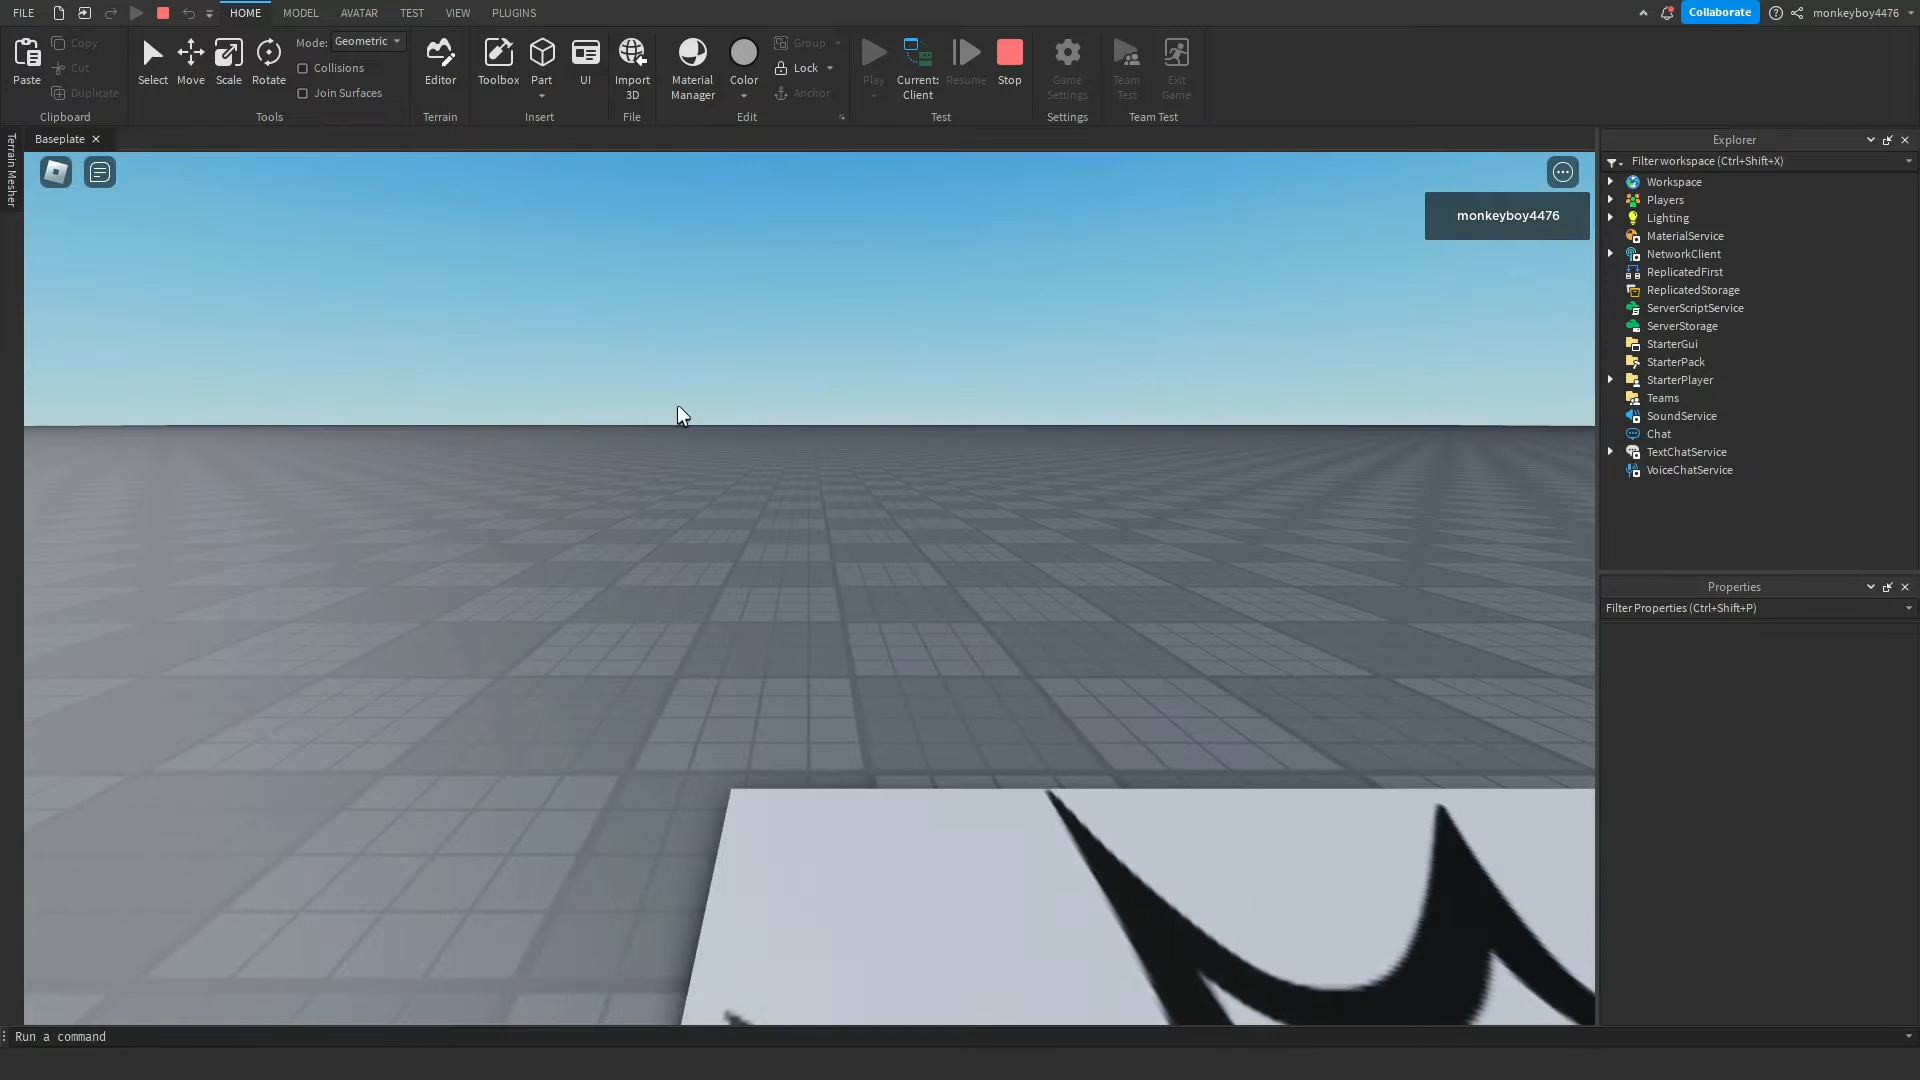 FILE HOME MODEL AVATAR TEST VIEW PLUGINS Collaborate monkeyboy4476
Paste
Copy
Cut
Duplicate
Clipboard
Select Move Scale Rotate
Mode: Geometric
Collisions
Join Surfaces
Tools
Editor
Terrain
Toolbox Part UI
Insert
Import
3D
File
Material
Manager
Color
Group
Lock
Anchor
Edit
Play
Current:
Client
Resume
Stop
Test
Game
Settings
Settings
Team
Test
Exit
Game
Team Test
Terrain Mesher
Baseplate
monkeyboy4476
Explorer
Filter workspace (Ctrl+Shift+X)
Workspace
Players
Lighting
MaterialService
NetworkClient
ReplicatedFirst
ReplicatedStorage
ServerScriptService
ServerStorage
StarterGui
StarterPack
StarterPlayer
Teams
SoundService
Chat
TextChatService
VoiceChatService
Properties
Filter Properties (Ctrl+Shift+P)
Run a command